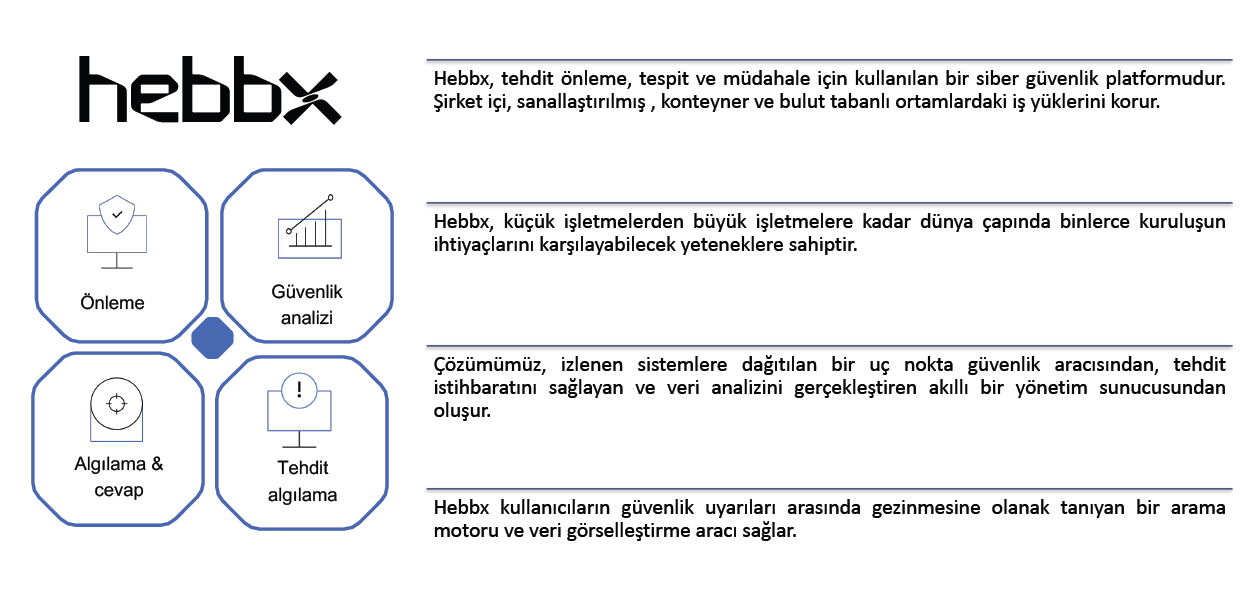 hebbx
Hebbx, tehdit önleme, tespit ve müdahale için kullanılan bir siber güvenlik platformudur.
Şirket içi, sanallaştırılmış , konteyner ve bulut tabanlı ortamlardaki iş yüklerini korur.
Önleme
Güvenlik
analizi
Algılama &
cevap
Tehdit
algılama
Hebbx, küçük işletmelerden büyük işletmelere kadar dünya çapında binlerce kuruluşun
ihtiyaçlarını karşılayabilecek yeteneklere sahiptir.
Çözümümüz, izlenen sistemlere dağıtılan bir uç nokta güvenlik aracısından, tehdit
istihbaratını sağlayan ve veri analizini gerçekleştiren akıllı bir yönetim sunucusundan
oluşur.
Hebbx kullanıcıların güvenlik uyarıları arasında gezinmesine olanak tanıyan bir arama
motoru ve veri görselleştirme aracı sağlar.